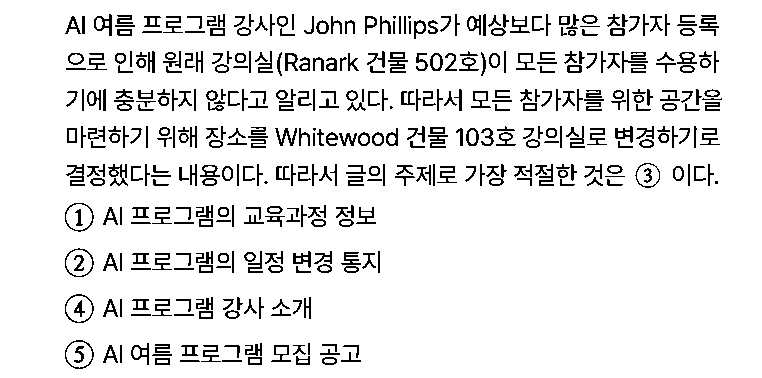 AI 여름 프로그램 강사인 John Phillips가 예상보다 많은 참가자 등록
으로 인해 원래 강의실(Ranark 건물 502호)이 모든 참가자를 수용하
기에 충분하지 않다고 알리고 있다. 따라서 모든 참가자를 위한 공간을
마련하기 위해 장소를 Whitewood 건물 103호 강의실로 변경하기로
결정했다는 내용이다. 따라서 글의 주제로 가장 적절한 것은 ③ 이다.
① AI 프로그램의 교육과정 정보
② AI 프로그램의 일정 변경 통지
④ AI 프로그램 강사 소개
⑤ AI 여름 프로그램 모집 공고